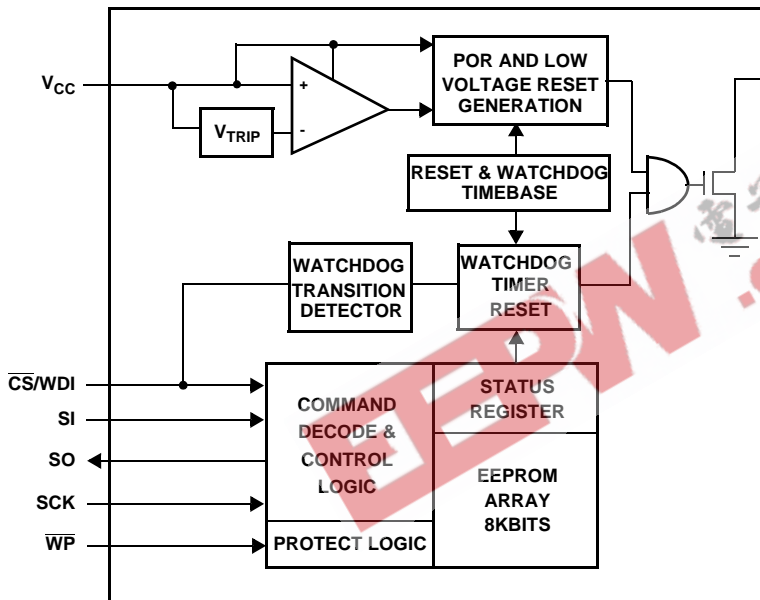 POR AND LOW
VOLTAGE RESET
GENERATION
VCC
+
-
VTRIP
RESET & WATCHDOG
TIMEBASE
WATCHDOG
TRANSITION
DETECTOR
WATCHDOG
TIMER
RESET
CS/WDI
SI
SO
SCK
WP
COMMAND
DECODE &
CONTROL
LOGIC
PROTECT LOGIC
STATUS
REGISTER
EEPROM
ARRAY
8KBITS
EEPW